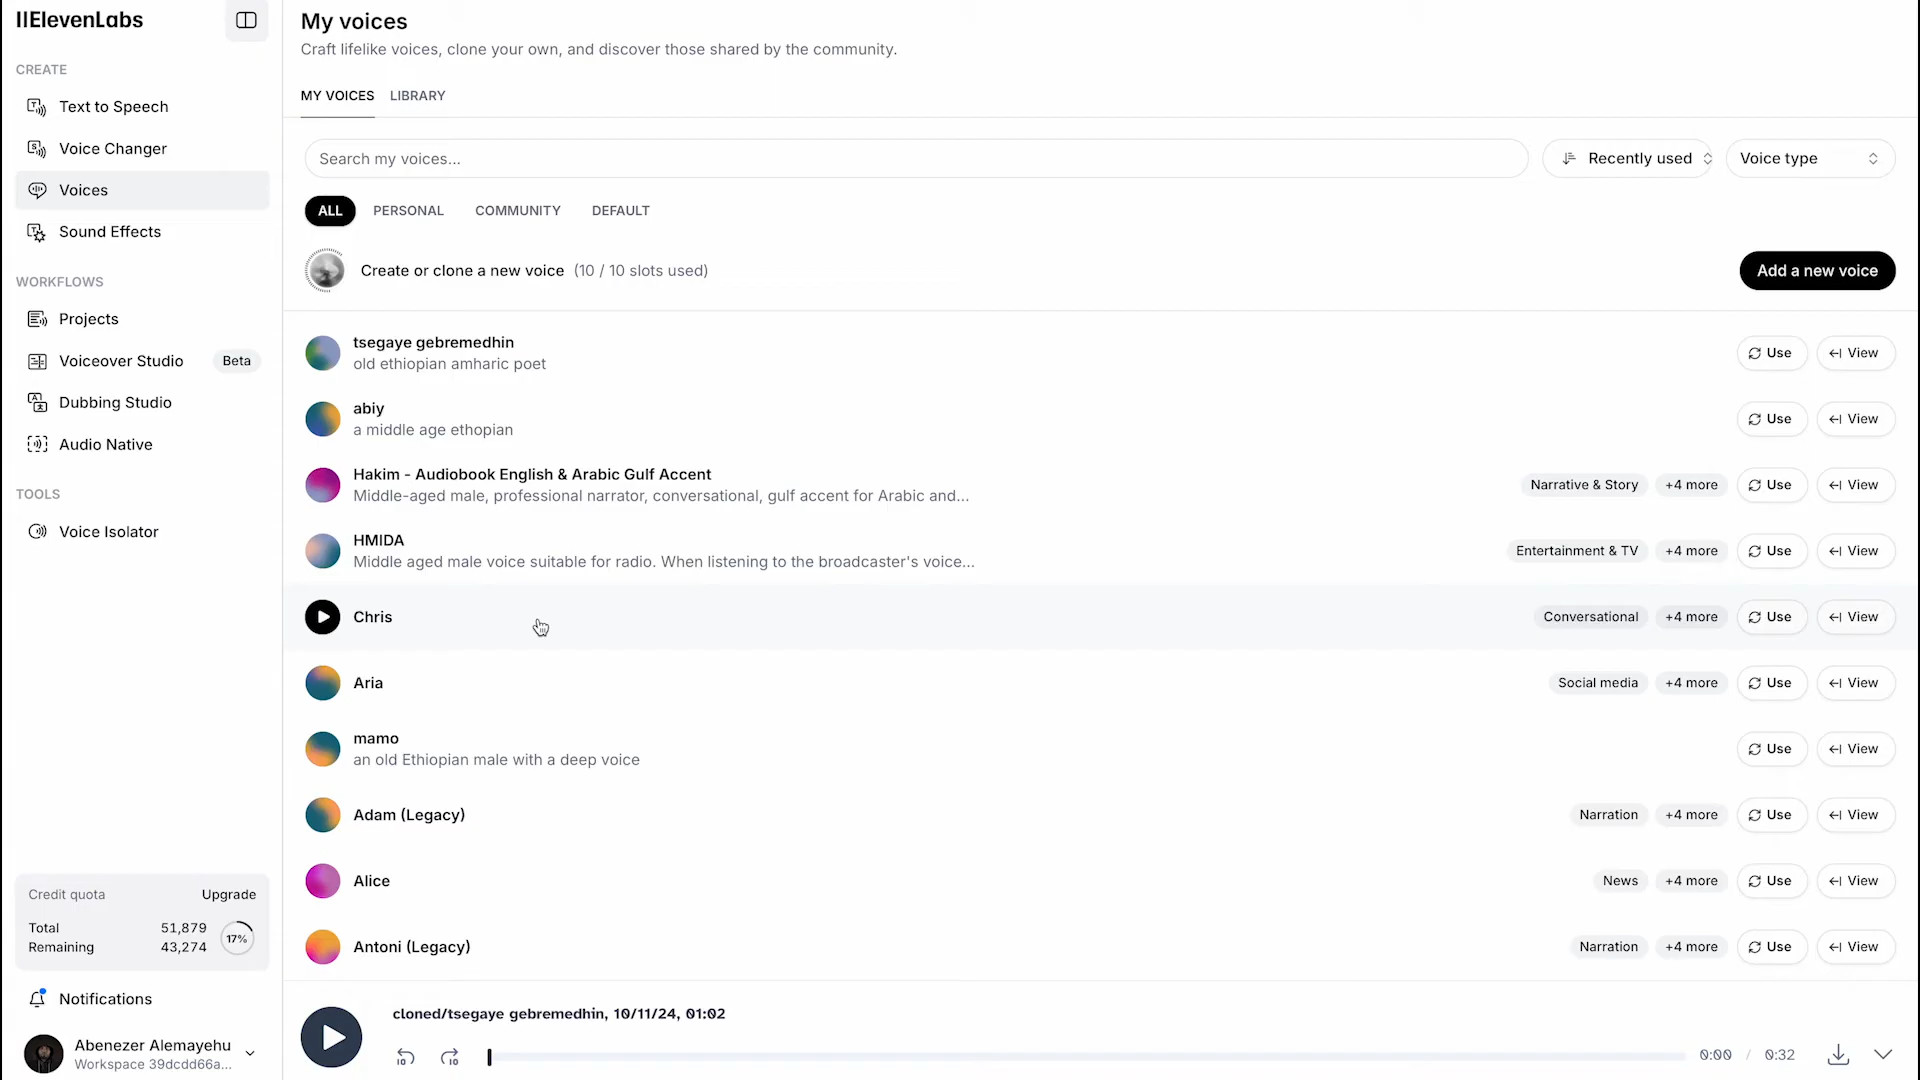 IIElevenLabs
CREATE
Text to Speech
Voice Changer
Voices
Sound Effects
WORKFLOWS
Projects
Voiceover Studio Beta
Dubbing Studio
Audio Native
TOOLS
Voice Isolator
Credit quota Upgrade
Total 51,879
Remaining 43,274
17%
Notifications
Abenezer Alemayehu
Workspace 39dcdd66a...
My voices
Craft lifelike voices, clone your own, and discover those shared by the community.
MY VOICES LIBRARY
Search my voices... Recently used Voice type
ALL PERSONAL COMMUNITY DEFAULT
Create or clone a new voice (10 / 10 slots used) Add a new voice
tsegaye gebremedhin
old ethiopian amharic poet
Use View
abiy
a middle age ethopian
Use View
Hakim - Audiobook English & Arabic Gulf Accent
Middle-aged male, professional narrator, conversational, gulf accent for Arabic and...
Narrative & Story +4 more Use View
HMIDA
Middle aged male voice suitable for radio. When listening to the broadcaster's voice...
Entertainment & TV +4 more Use View
Chris Conversational +4 more Use View
Aria Social media +4 more Use View
mamo
an old Ethiopian male with a deep voice
Use View
Adam (Legacy) Narration +4 more Use View
Alice News +4 more Use View
Antoni (Legacy) Narration +4 more Use View
cloned/tsegaye gebremedhin, 10/11/24, 01:02
10 10 0:00 / 0:32